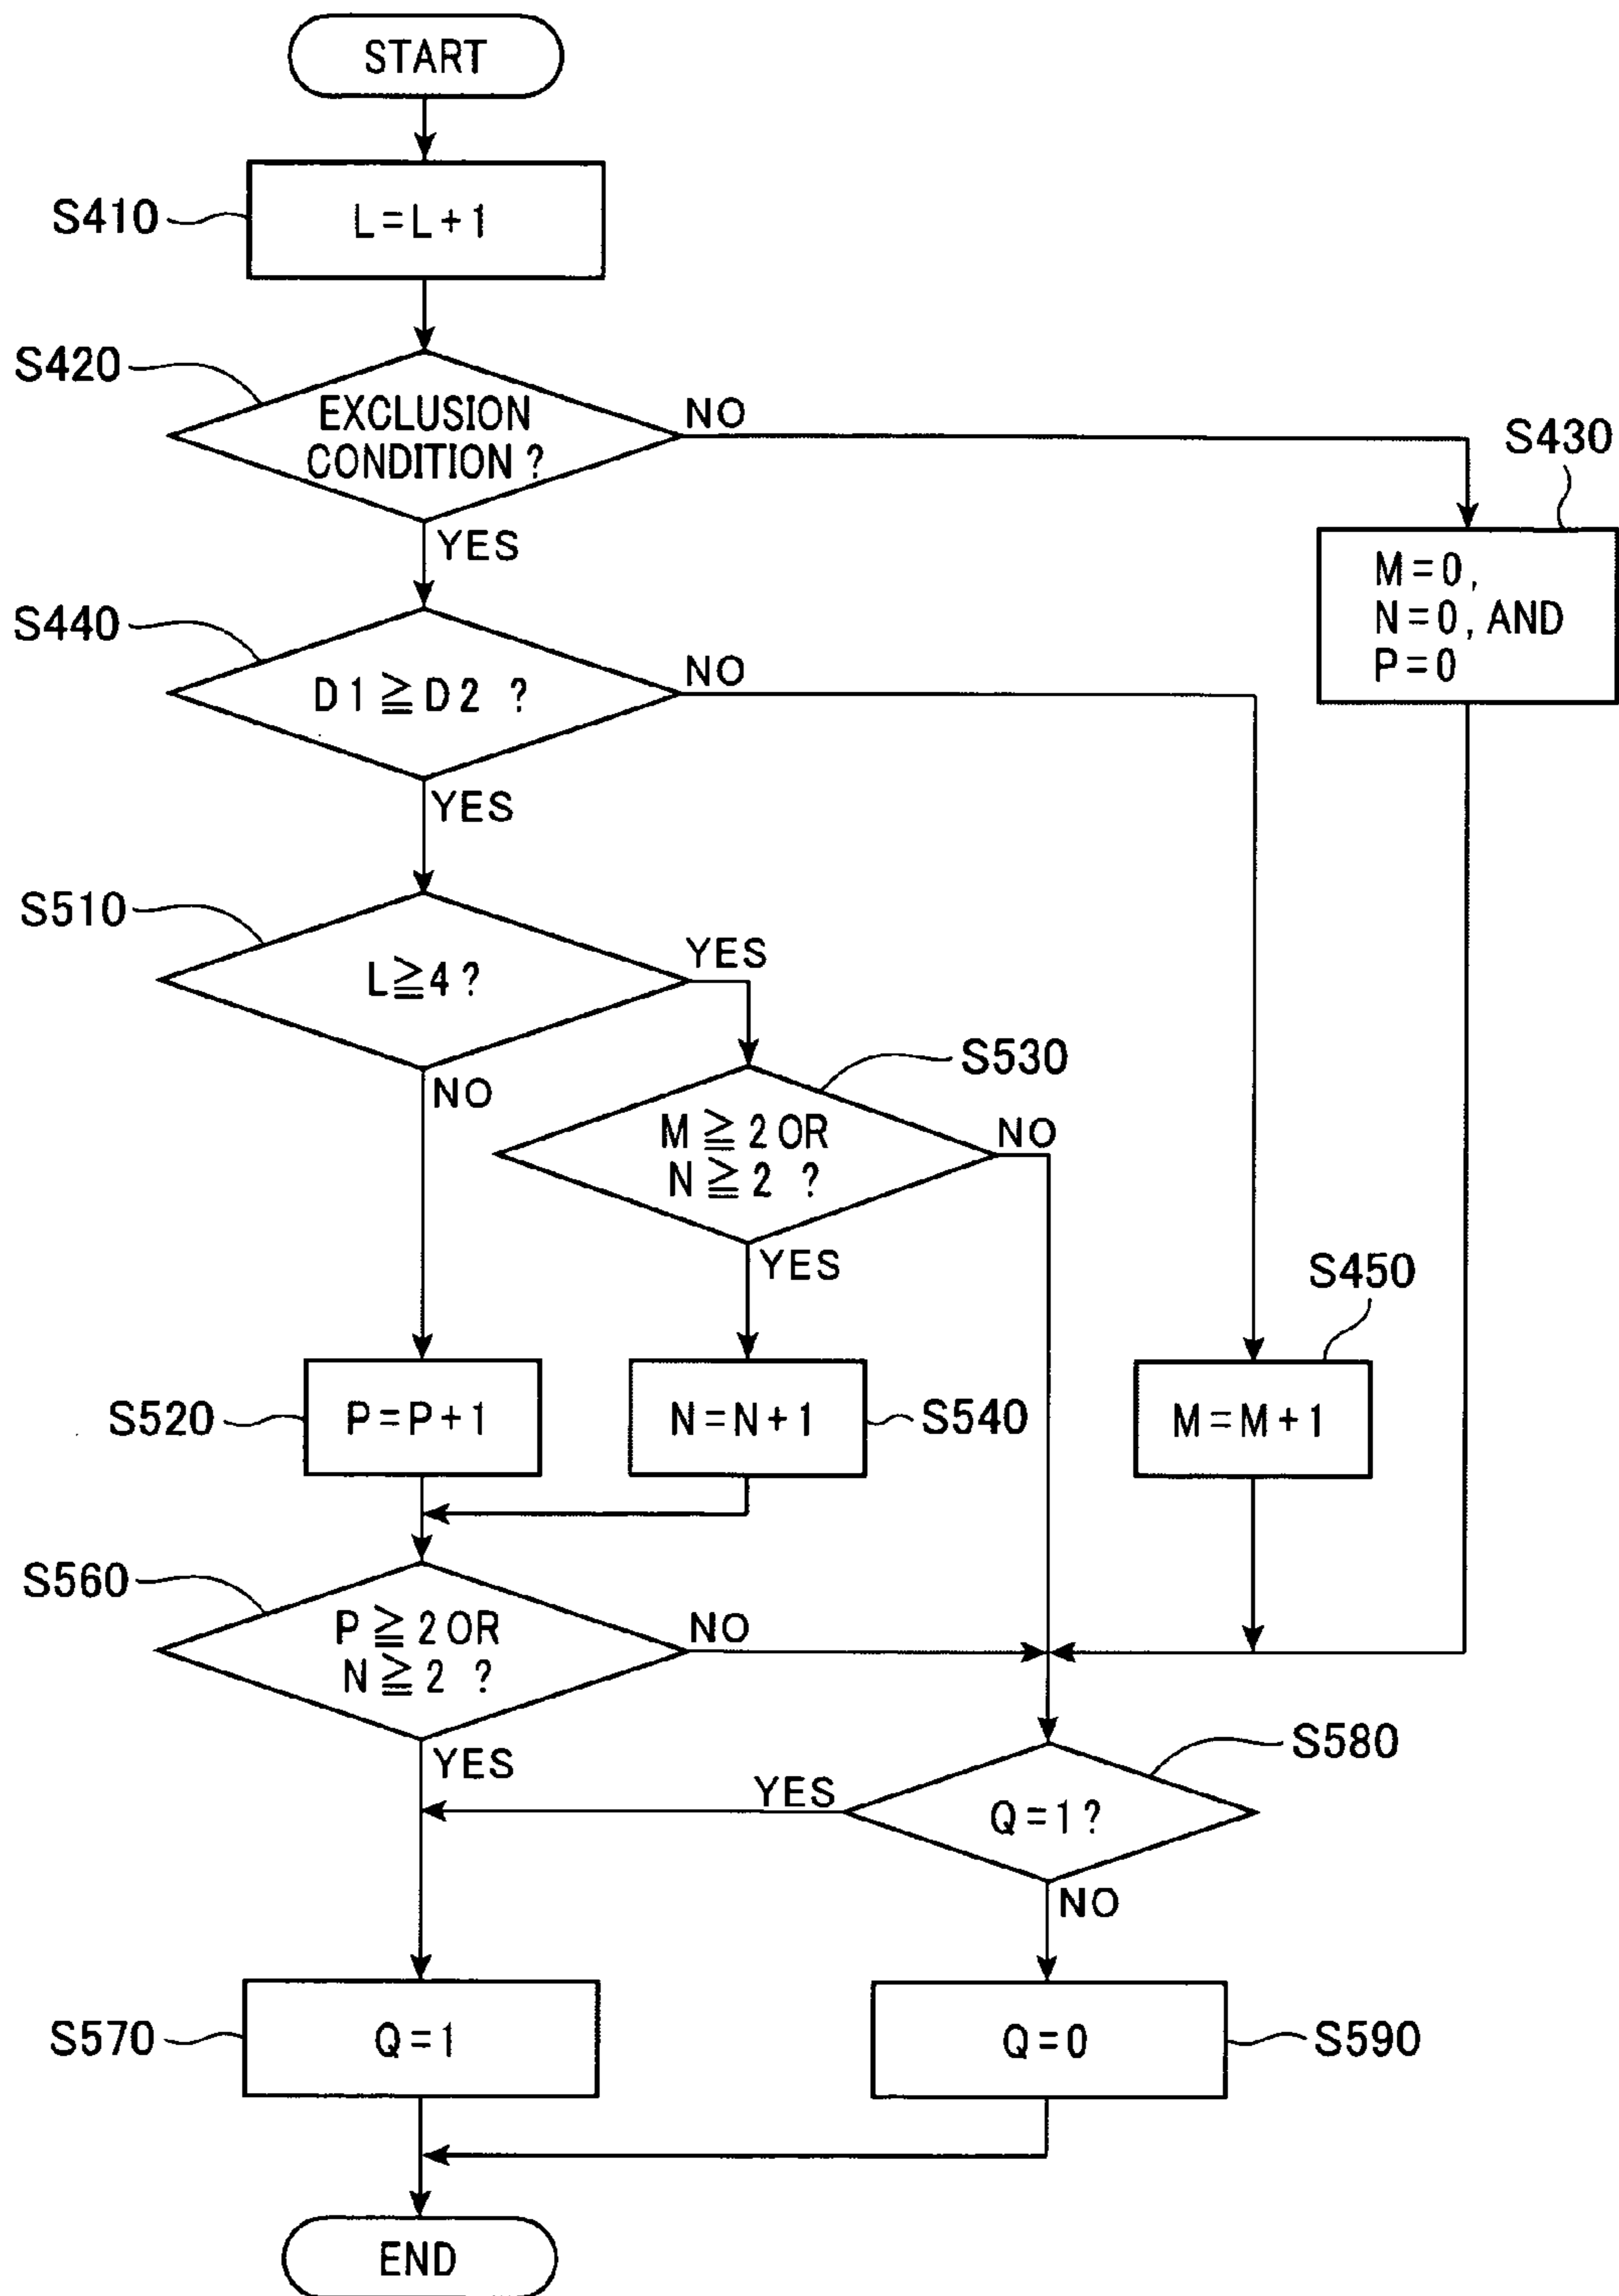 START
S410
L=L+1
S420
EXCLUSION
CONDITION?
NO
YES
S430
M=0,
N=0, AND
P=0
S440
D1≧D2 ?
NO
YES
S510
L≧4?
YES
NO
S530
M≧2 OR
N≧2 ?
NO
YES
S450
S520
P=P+1
N=N+1
S540
M=M+1
S560
P≧2 OR
N≧2 ?
NO
YES
S580
YES
Q=1?
NO
S570
Q=1
Q=0
S590
END